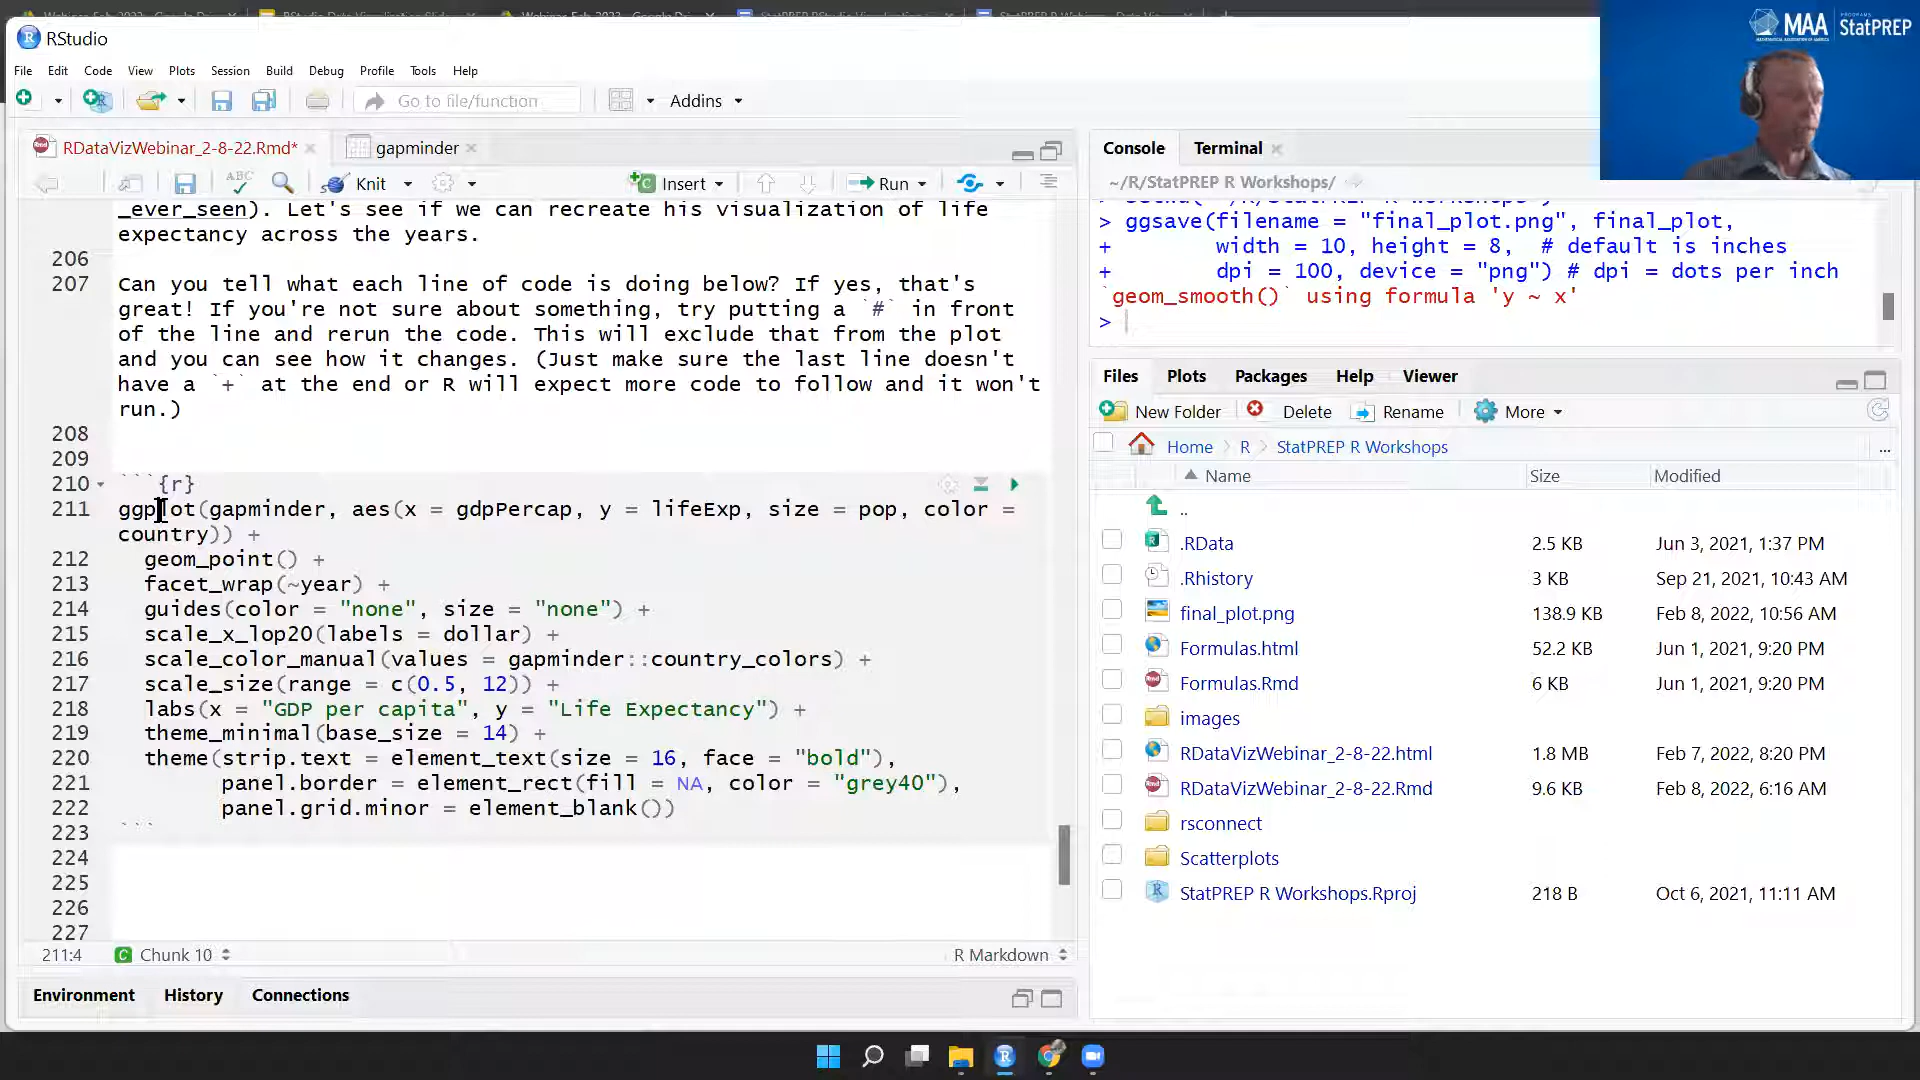 RStudio
MAA PROGRAMS StatPREP
File Edit Code View Plots Session Build Debug Profile Tools Help
Go to file/function Addins
RDataVizWebinar_2-8-22.Rmd* gapminder
Knit Insert Run
_ever_seen). Let's see if we can recreate his visualization of life
expectancy across the years.
206
207 Can you tell what each line of code is doing below? If yes, that's
great! If you're not sure about something, try putting a `#` in front
of the line and rerun the code. This will exclude that from the plot
and you can see how it changes. (Just make sure the last line doesn't
have a `+` at the end or R will expect more code to follow and it won't
run.)
208
209
210 ```{r}
211 ggplot(gapminder, aes(x = gdpPercap, y = lifeExp, size = pop, color =
country)) +
212 geom_point() +
213 facet_wrap(~year) +
214 guides(color = "none", size = "none") +
215 scale_x_lop20(labels = dollar) +
216 scale_color_manual(values = gapminder::country_colors) +
217 scale_size(range = c(0.5, 12)) +
218 labs(x = "GDP per capita", y = "Life Expectancy") +
219 theme_minimal(base_size = 14) +
220 theme(strip.text = element_text(size = 16, face = "bold"),
221 panel.border = element_rect(fill = NA, color = "grey40"),
222 panel.grid.minor = element_blank())
223 ```
224
225
226
227
211:4 C Chunk 10 R Markdown
Environment History Connections
Console Terminal
~/R/StatPREP R Workshops/
> ggsave(filename = "final_plot.png", final_plot,
+ width = 10, height = 8, # default is inches
+ dpi = 100, device = "png") # dpi = dots per inch
`geom_smooth()` using formula 'y ~ x'
>
Files Plots Packages Help Viewer
New Folder Delete Rename More
Home R StatPREP R Workshops ...
Name Size Modified
..
.RData 2.5 KB Jun 3, 2021, 1:37 PM
.Rhistory 3 KB Sep 21, 2021, 10:43 AM
final_plot.png 138.9 KB Feb 8, 2022, 10:56 AM
Formulas.html 52.2 KB Jun 1, 2021, 9:20 PM
Formulas.Rmd 6 KB Jun 1, 2021, 9:20 PM
images
RDataVizWebinar_2-8-22.html 1.8 MB Feb 7, 2022, 8:20 PM
RDataVizWebinar_2-8-22.Rmd 9.6 KB Feb 8, 2022, 6:16 AM
rsconnect
Scatterplots
StatPREP R Workshops.Rproj 218 B Oct 6, 2021, 11:11 AM